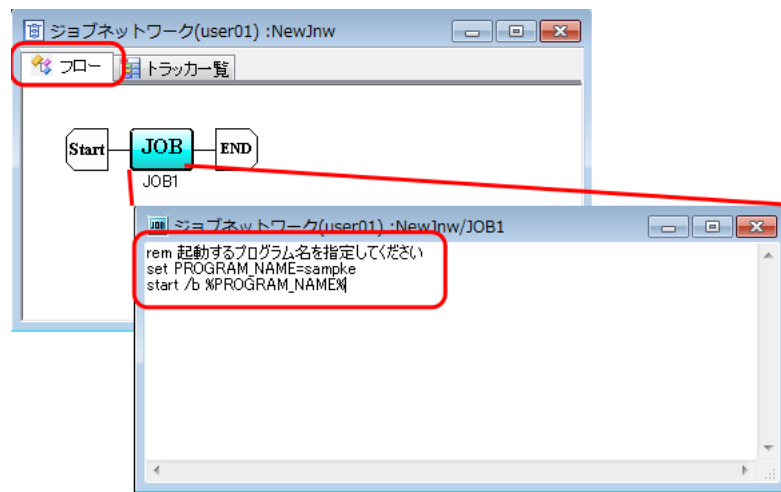 ジョブネットワーク(user01) :NewJnw
フロー
トラッカ一覧
Start
JOB
END
JOB1
ジョブネットワーク(user01) :NewJnw/JOB1
rem 起動するプログラム名を指定してください
set PROGRAM_NAME=sampke
start /b %PROGRAM_NAME%